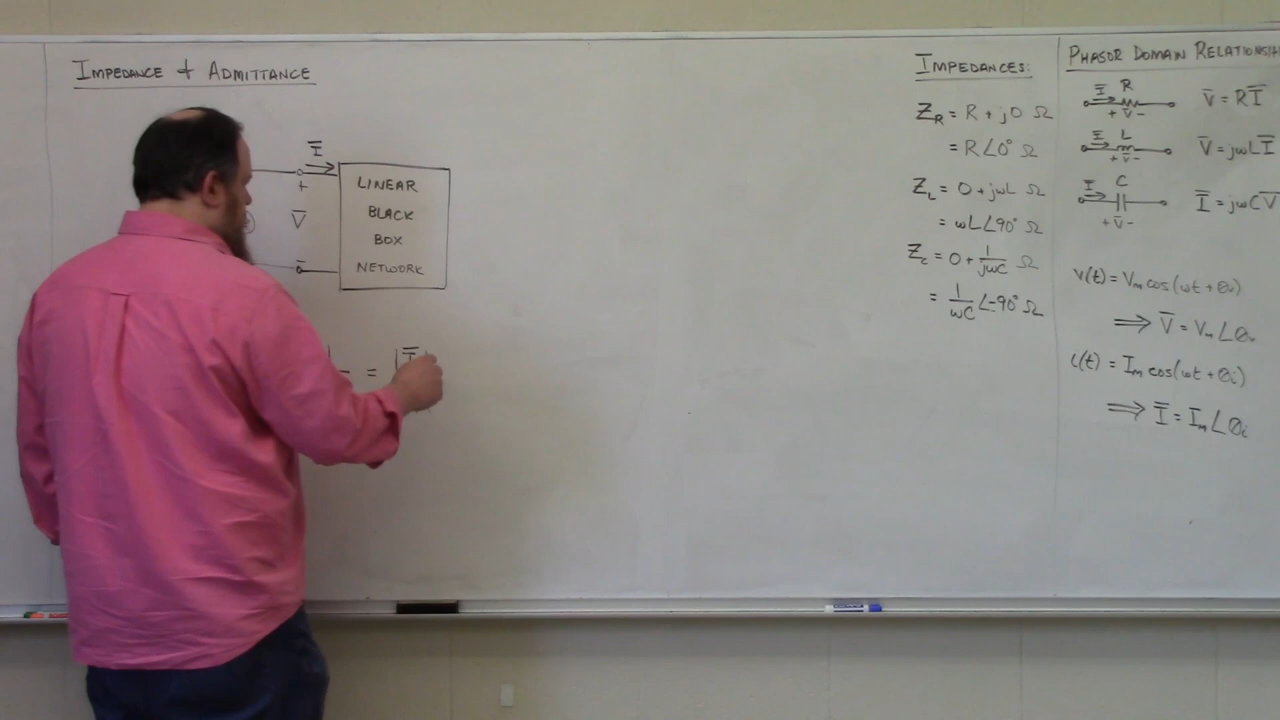 IMPEDANCE & ADMITTANCE
I̅
+
V̅
-
LINEAR
BLACK
BOX
NETWORK
= |I̅
IMPEDANCES:
Z_R = R + j0 Ω
= R∠0° Ω
Z_L = 0 + jωL Ω
= ωL∠90° Ω
Z_C = 0 + 1/jωC Ω
= 1/ωC ∠-90° Ω
PHASOR DOMAIN
I̅ R
+ V̅ -
V̅ = RI̅
I̅ L
+ V̅ -
V̅ = jωLI̅
I̅ C
+ V̅ -
I̅ = jωCV̅
v(t) = V_m cos(ωt + θ_v)
⟹ V̅ = V_m∠θ_v
i(t) = I_m cos(ωt + θ_i)
⟹ I̅ = I_m∠θ_i